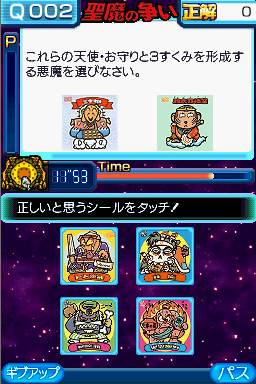 Q 002 聖魔の争い 正解 0
P
これらの天使・お守りと3すくみを形成す
る悪魔を選びなさい。
11"53 Time
正しいと思うシールをタッチ!
ギブアップ パス